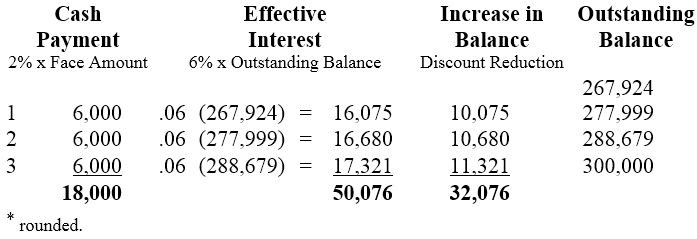 Cash Effective Increase in Outstanding
Payment Interest Balance Balance
2% x Face Amount 6% x Outstanding Balance Discount Reduction
267,924
1 6,000 .06 (267,924) = 16,075 10,075 277,999
2 6,000 .06 (277,999) = 16,680 10,680 288,679
3 6,000 .06 (288,679) = 17,321 11,321 300,000
18,000 50,076 32,076
* rounded.